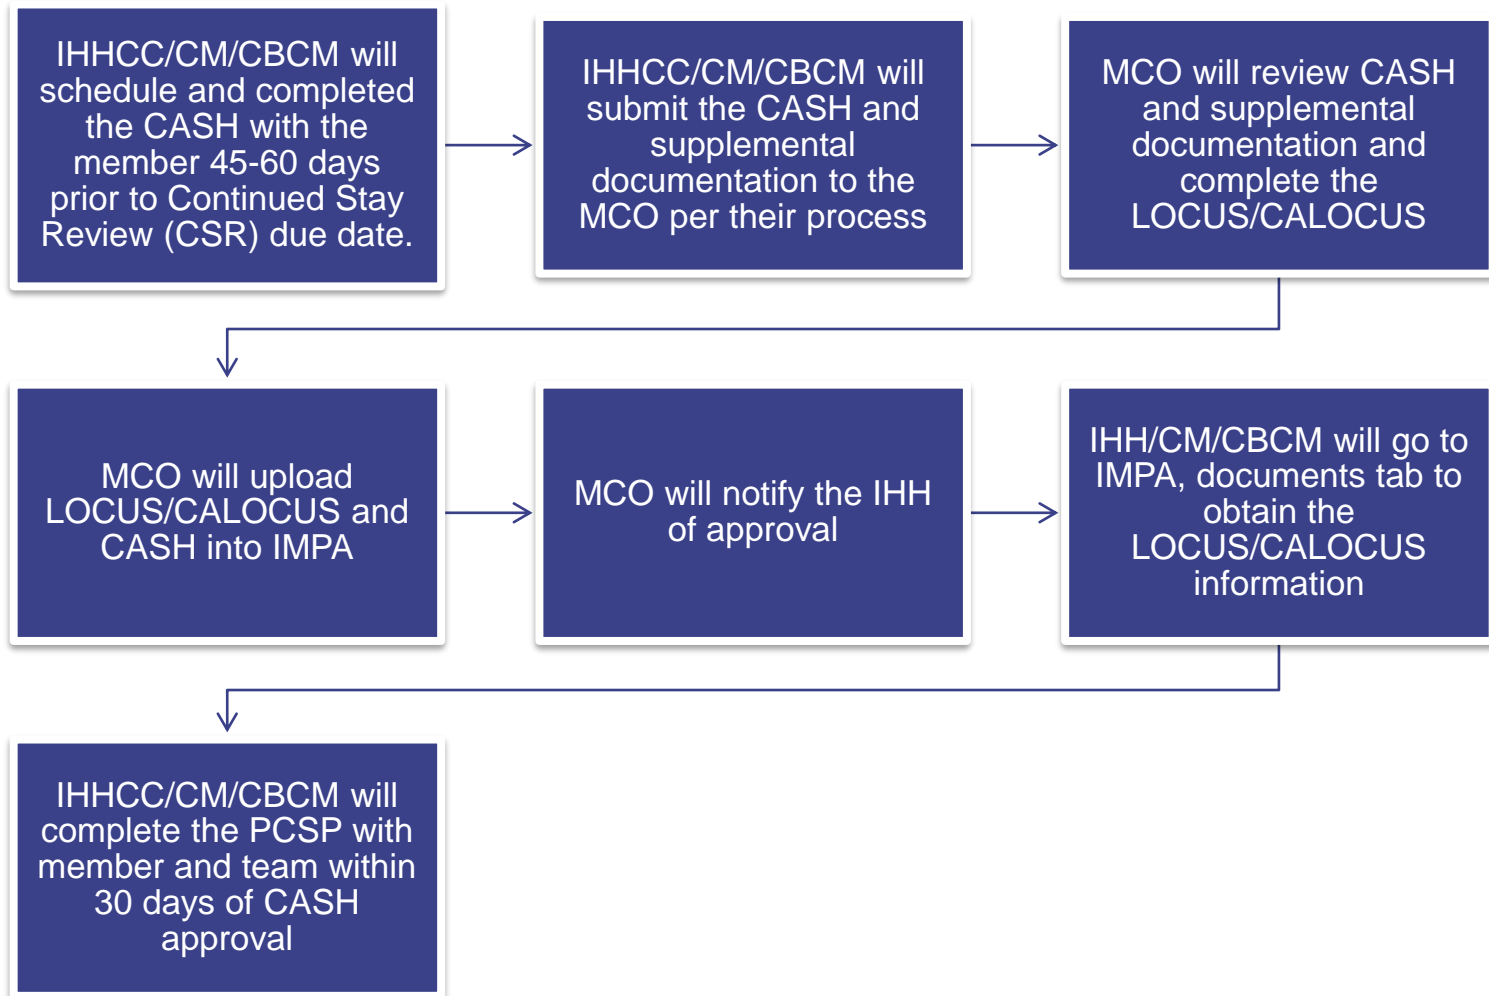 IHHCC/CM/CBCM will
schedule and completed
the CASH with the
member 45-60 days
prior to Continued Stay
Review (CSR) due date.
IHHCC/CM/CBCM will
submit the CASH and
supplemental
documentation to the
MCO per their process
MCO will review CASH
and supplemental
documentation and
complete the
LOCUS/CALOCUS
MCO will upload
LOCUS/CALOCUS and
CASH into IMPA
MCO will notify the IHH
of approval
IHH/CM/CBCM will go to
IMPA, documents tab to
obtain the
LOCUS/CALOCUS
information
IHHCC/CM/CBCM will
complete the PCSP with
member and team within
30 days of CASH
approval